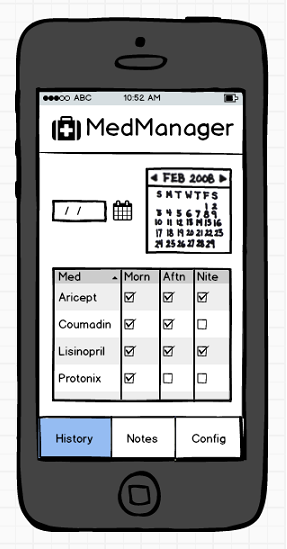 ABC 10:52 AM
MedManager
/ /
FEB 2008
S M T W T F S
1 2
3 4 5 6 7 8 9
10 11 12 13 14 15 16
17 18 19 20 21 22 23
24 25 26 27 28 29
Med Morn Aftn Nite
Aricept
Coumadin
Lisinopril
Protonix
History Notes Config